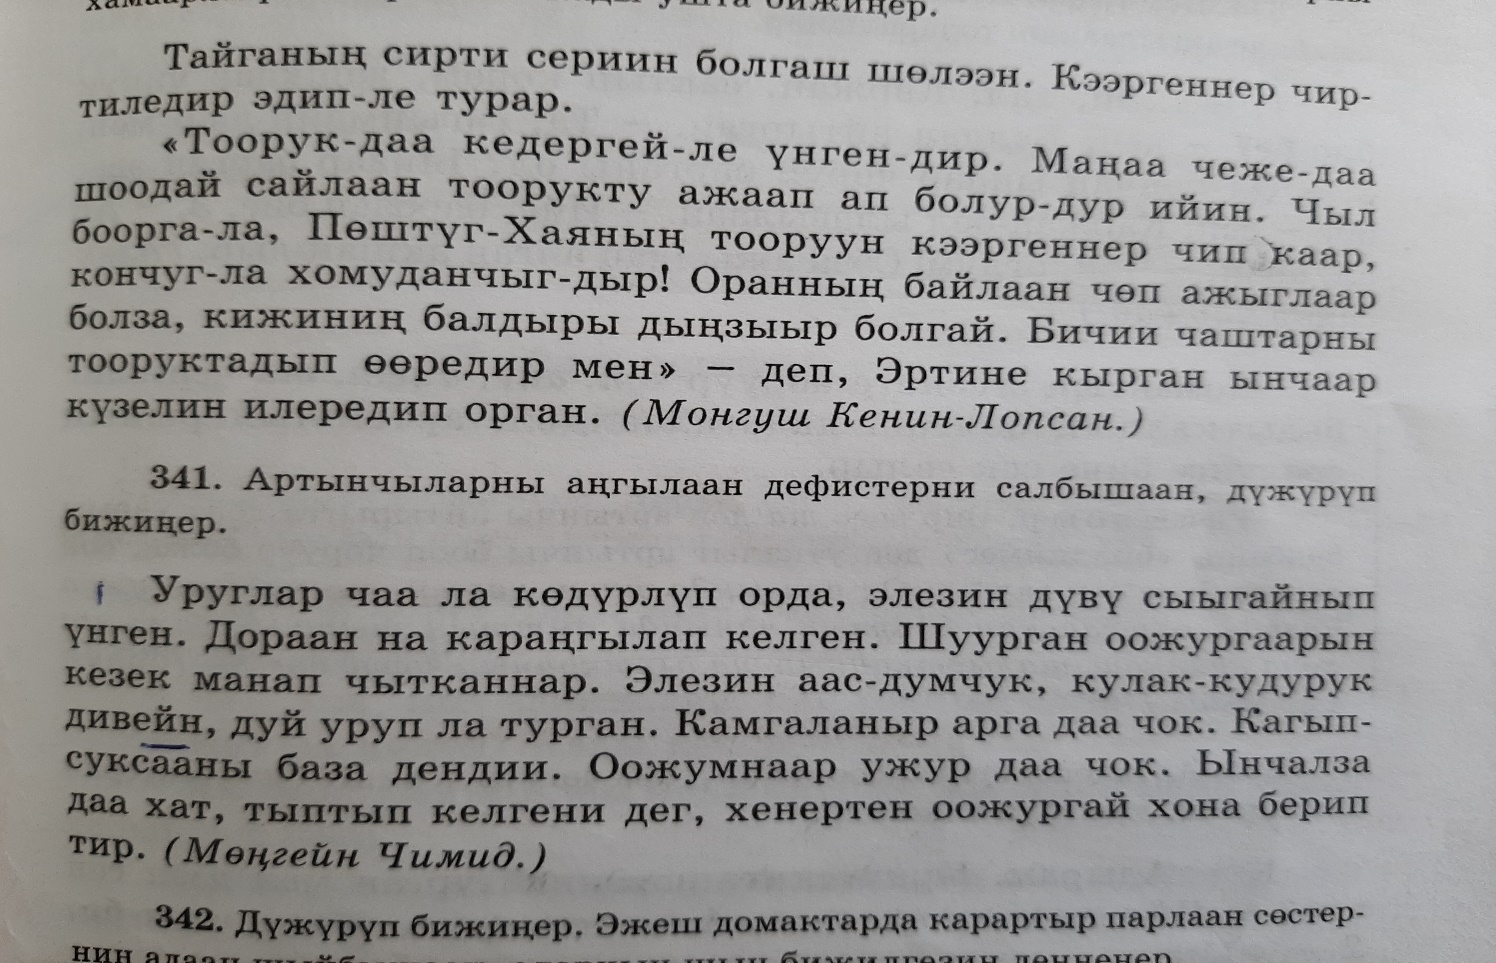 ушта бижиңер.
Тайганың сирти сериин болгаш шөлээн. Кээргеннер чир-
тиледир эдип-ле турар.
«Тоорук-даа кедергей-ле үнген-дир. Маңаа чеже-даа
шоодай сайлаан тоорукту ажаап ап болур-дур ийин. Чыл
боорга-ла, Пөштүг-Хаяның тооруун кээргеннер чип каар,
кончуг-ла хомуданчыг-дыр! Оранның байлаан чөп ажыглаар
болза, кижиниң балдыры дыңзыыр болгай. Бичии чаштарны
тооруктадып өөредир мен» — деп, Эртине кырган ынчаар
күзелин илередип орган. (Монгуш Кенин-Лопсан.)
341. Артынчыларны аңгылаан дефистерни салбышаан, дүжүрүп
бижиңер.
Уруглар чаа ла көдүрлүп орда, элезин дүвү сыыгайнып
үнген. Дораан на караңгылап келген. Шуурган оожургаарын
кезек манап чытканнар. Элезин аас-думчук, кулак-кудурук
дивейн, дуй уруп ла турган. Камгаланыр арга даа чок. Кагып-
суксааны база дендии. Оожумнаар ужур даа чок. Ынчалза
даа хат, тыптып келгени дег, хенертен оожургай хона берип
тир. (Мөңгейн Чимид.)
342. Дүжүрүп бижиңер. Эжеш домактарда карартыр парлаан сөстер-
ниң адаан